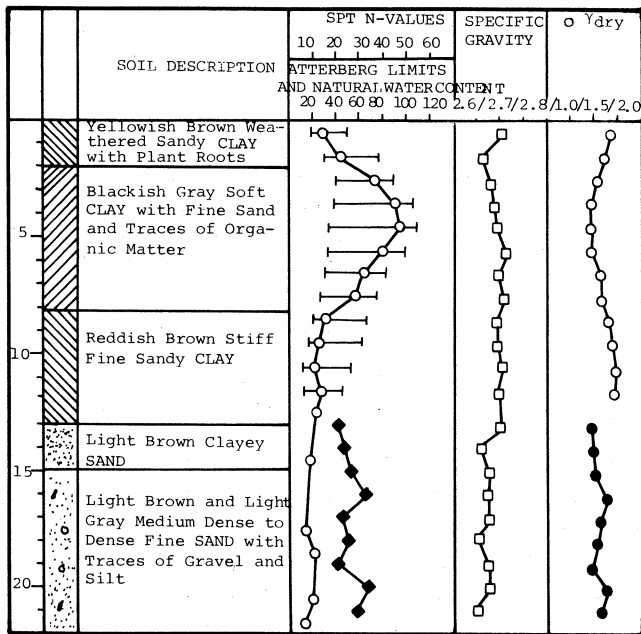 SOIL DESCRIPTION
SPT N-VALUES
10 20 30 40 50 60
ATTERBERG LIMITS
AND NATURAL WATER CONTENT
20 40 60 80 100 120
SPECIFIC
GRAVITY
2.6/2.7/2.8/
o γdry
1.0/1.5/2.0
Yellowish Brown Wea-
thered Sandy CLAY
with Plant Roots
Blackish Gray Soft
CLAY with Fine Sand
and Traces of Orga-
nic Matter
5
Reddish Brown Stiff
Fine Sandy CLAY
10
Light Brown Clayey
SAND
15
Light Brown and Light
Gray Medium Dense to
Dense Fine SAND with
Traces of Gravel and
Silt
20